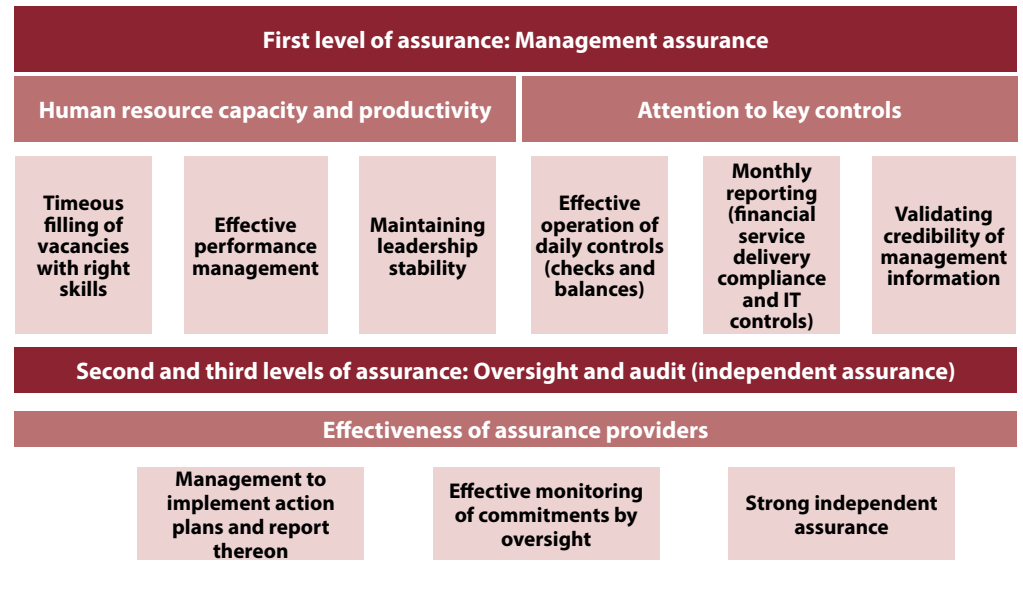 First level of assurance: Management assurance
Human resource capacity and productivity
Attention to key controls
Timeous
filling of
vacancies
with right
skills
Effective
performance
management
Maintaining
leadership
stability
Effective
operation of
daily controls
(checks and
balances)
Monthly
reporting
(financial
service
delivery
compliance
and IT
controls)
Validating
credibility of
management
information
Second and third levels of assurance: Oversight and audit (independent assurance)
Effectiveness of assurance providers
Management to
implement action
plans and report
thereon
Effective monitoring
of commitments by
oversight
Strong independent
assurance